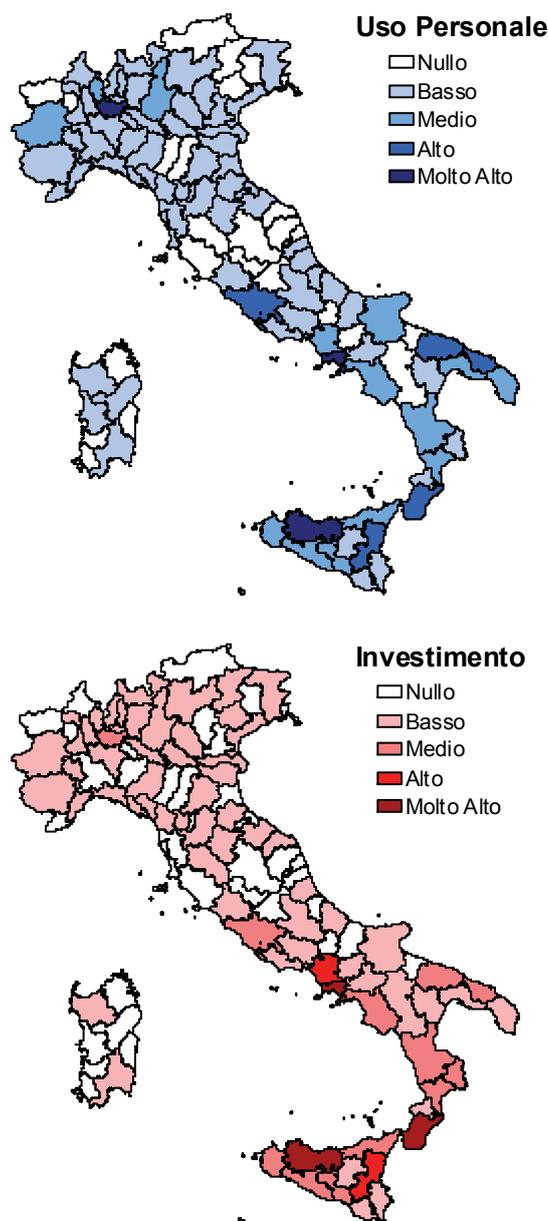 Uso Personale
Nullo
Basso
Medio
Alto
Molto Alto
Investimento
Nullo
Basso
Medio
Alto
Molto Alto